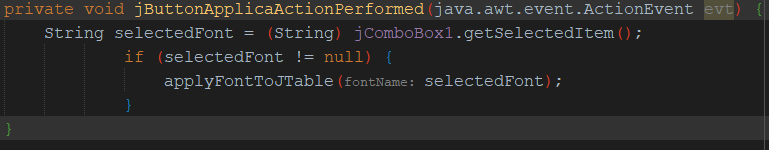 private void jButtonApplicaActionPerformed(java.awt.event.ActionEvent evt) {
String selectedFont = (String) jComboBox1.getSelectedItem();
if (selectedFont != null) {
applyFontToJTable(fontName: selectedFont);
}
}